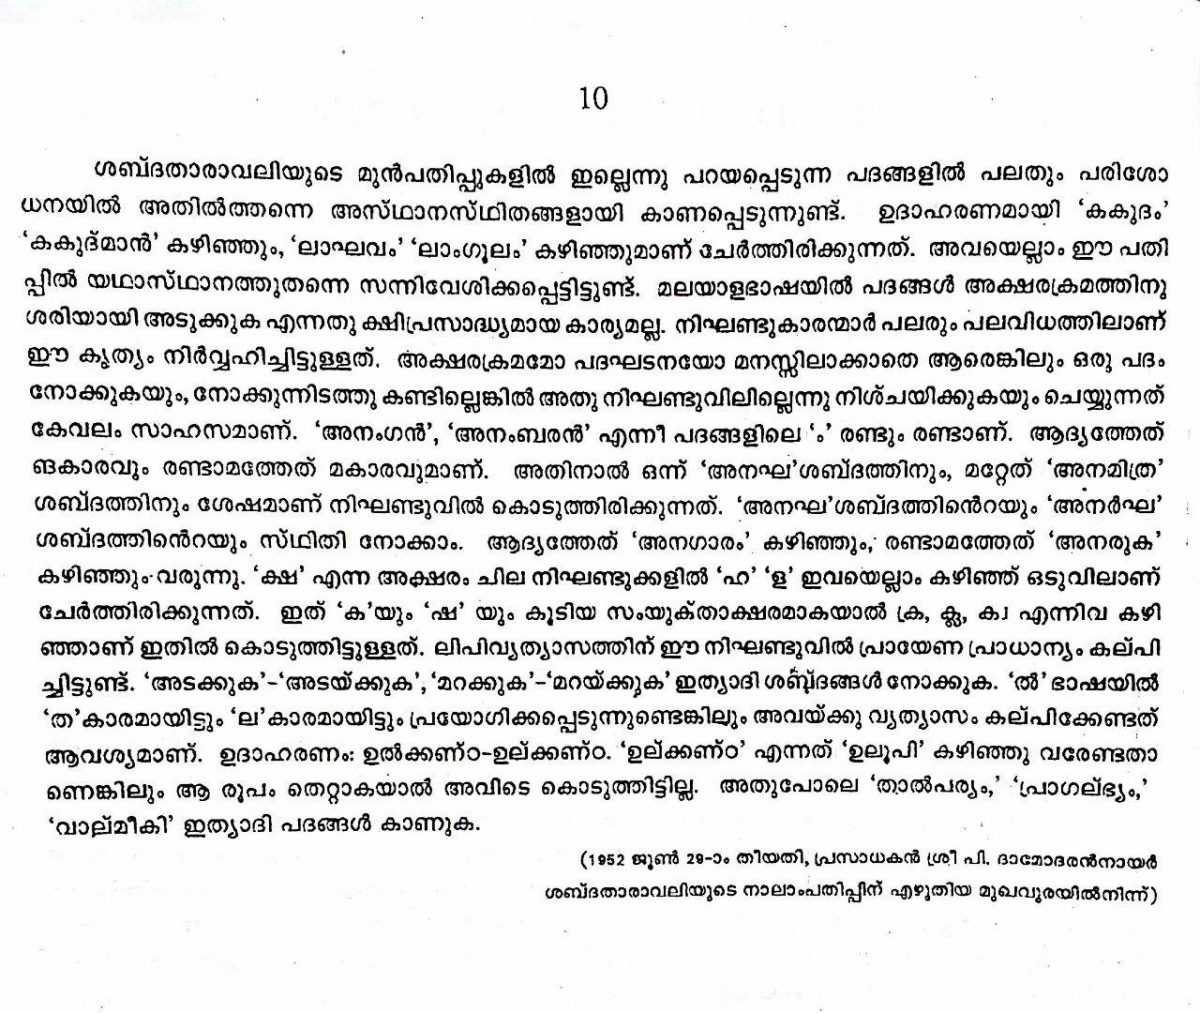 10
ശബ്ദതാരാവലിയുടെ മുൻപതിപ്പുകളിൽ ഇല്ലെന്നു പറയപ്പെടുന്ന പദങ്ങളിൽ പലതും പരിശോ
ധനയിൽ അതിൽത്തന്നെ അസ്ഥാനസ്ഥിതങ്ങളായി കാണപ്പെടുന്നുണ്ട്. ഉദാഹരണമായി ‘കകുദം’
‘കകുദ്മാൻ’ കഴിഞ്ഞും, ‘ലാഘവം’ ‘ലാംഗൂലം’ കഴിഞ്ഞുമാണ് ചേർത്തിരിക്കുന്നത്. അവയെല്ലാം ഈ പതി
പ്പിൽ യഥാസ്ഥാനത്തുതന്നെ സന്നിവേശിക്കപ്പെട്ടിട്ടുണ്ട്. മലയാളഭാഷയിൽ പദങ്ങൾ അക്ഷരക്രമത്തിനു
ശരിയായി അടുക്കുക എന്നതു ക്ഷിപ്രസാദ്ധ്യമായ കാര്യമല്ല. നിഘണ്ടുകാരന്മാർ പലരും പലവിധത്തിലാണ്
ഈ കൃത്യം നിർവ്വഹിച്ചിട്ടുള്ളത്. അക്ഷരക്രമമോ പദഘടനയോ മനസ്സിലാക്കാതെ ആരെങ്കിലും ഒരു പദം
നോക്കുകയും, നോക്കുന്നിടത്തു കണ്ടില്ലെങ്കിൽ അതു നിഘണ്ടുവിലില്ലെന്നു നിശ്ചയിക്കുകയും ചെയ്യുന്നത്
കേവലം സാഹസമാണ്. ‘അനംഗൻ’, ‘അനംബരൻ’ എന്നീ പദങ്ങളിലെ ‘ം’ രണ്ടും രണ്ടാണ്. ആദ്യത്തേത്
ങകാരവും രണ്ടാമത്തേത് മകാരവുമാണ്. അതിനാൽ ഒന്ന് ‘അനഘ’ശബ്ദത്തിനും, മറ്റേത് ‘അനമിത്ര’
ശബ്ദത്തിനും ശേഷമാണ് നിഘണ്ടുവിൽ കൊടുത്തിരിക്കുന്നത്. ‘അനഘ’ശബ്ദത്തിൻെറയും ‘അനർഘ’
ശബ്ദത്തിൻെറയും സ്ഥിതി നോക്കാം. ആദ്യത്തേത് ‘അനഗാരം’ കഴിഞ്ഞും, രണ്ടാമത്തേത് ‘അനരുക’
കഴിഞ്ഞും വരുന്നു. ‘ക്ഷ’ എന്ന അക്ഷരം ചില നിഘണ്ടുക്കളിൽ ‘ഹ’ ‘ള’ ഇവയെല്ലാം കഴിഞ്ഞ് ഒടുവിലാണ്
ചേർത്തിരിക്കുന്നത്. ഇത് ‘ക’യും ‘ഷ’ യും കൂടിയ സംയുക്താക്ഷരമാകയാൽ ക്ര, ക്ല, ക്വ എന്നിവ കഴി
ഞ്ഞാണ് ഇതിൽ കൊടുത്തിട്ടുള്ളത്. ലിപിവ്യത്യാസത്തിന് ഈ നിഘണ്ടുവിൽ പ്രായേണ പ്രാധാന്യം കല്പി
ച്ചിട്ടുണ്ട്. ‘അടക്കുക’-‘അടയ്ക്കുക’, ‘മറക്കുക’-‘മറയ്ക്കുക’ ഇത്യാദി ശബ്ദങ്ങൾ നോക്കുക. ‘ൽ’ ഭാഷയിൽ
‘ത’കാരമായിട്ടും ‘ല’കാരമായിട്ടും പ്രയോഗിക്കപ്പെടുന്നുണ്ടെങ്കിലും അവയ്ക്കു വ്യത്യാസം കല്പിക്കേണ്ടത്
ആവശ്യമാണ്. ഉദാഹരണം: ഉൽക്കണ്ഠ-ഉല്ക്കണ്ഠ. ‘ഉല്ക്കണ്ഠ’ എന്നത് ‘ഉലൂപി’ കഴിഞ്ഞു വരേണ്ടതാ
ണെങ്കിലും ആ രൂപം തെറ്റാകയാൽ അവിടെ കൊടുത്തിട്ടില്ല. അതുപോലെ ‘താൽപര്യം,’ ‘പ്രാഗല്ഭ്യം,’
‘വാല്മീകി’ ഇത്യാദി പദങ്ങൾ കാണുക.
(1952 ജൂൺ 29-ാം തീയതി, പ്രസാധകൻ ശ്രീ പി. ദാമോദരൻനായർ
ശബ്ദതാരാവലിയുടെ നാലാംപതിപ്പിന് എഴുതിയ മുഖവുരയിൽനിന്ന്)